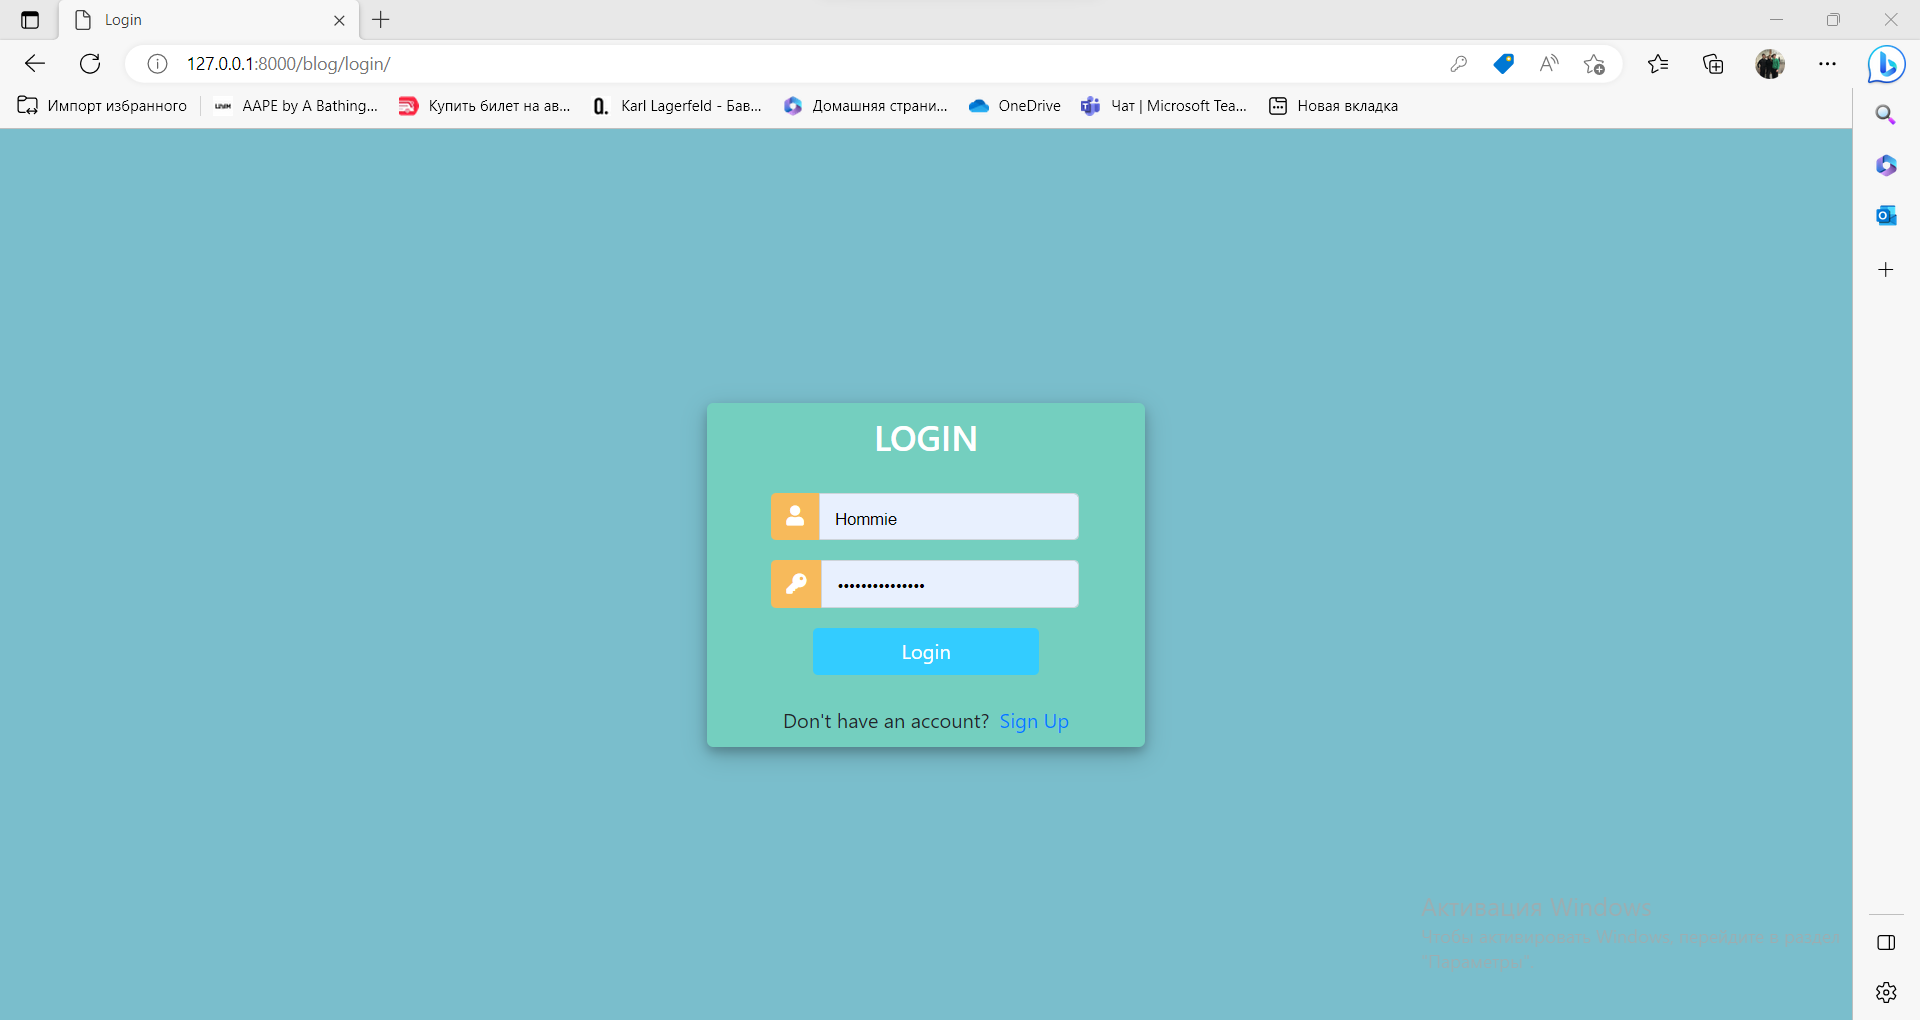 Login
127.0.0.1:8000/blog/login/
Импорт избранного
AAPE by A Bathing...
Купить билет на ав...
Karl Lagerfeld - Бав...
Домашняя страни...
OneDrive
Чат | Microsoft Tea...
Новая вкладка
LOGIN
Hommie
•••••••••••••••
Login
Don't have an account? Sign Up
Активация Windows
Чтобы активировать Windows, перейдите в раздел
"Параметры".